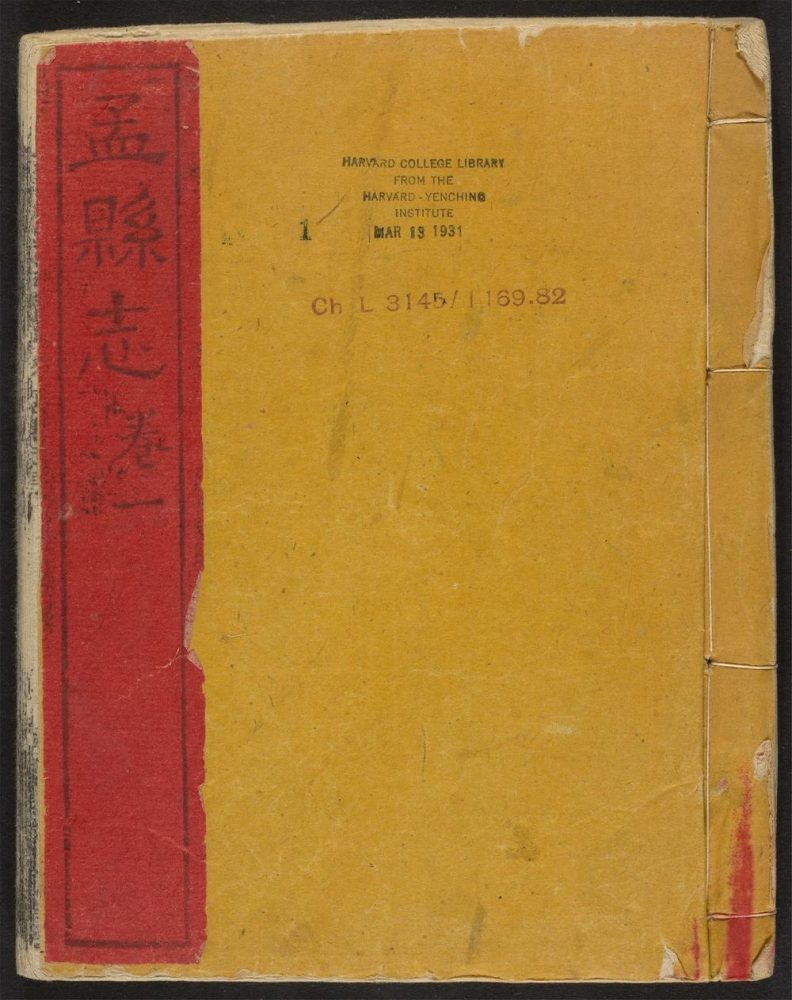 孟縣志卷一
HARVARD COLLEGE LIBRARY
FROM THE
HARVARD-YENCHING
INSTITUTE
MAR 13 1931
1
Ch L 3145/1169.82